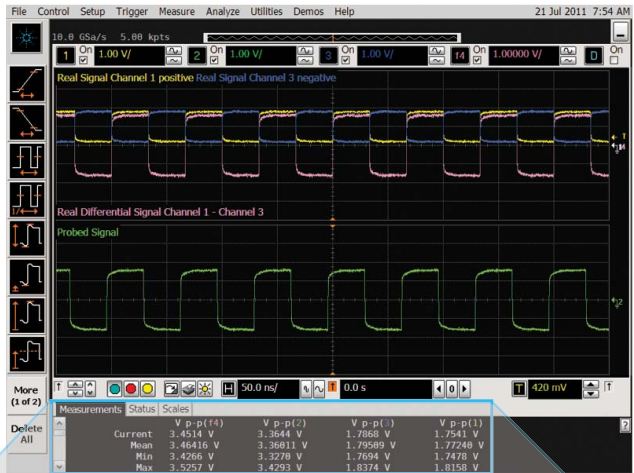 File Control Setup Trigger Measure Analyze Utilities Demos Help 21 Jul 2011 7:54 AM
10.0 GSa/s 5.00 kpts
1 On 1.00 V/ 2 On 1.00 V/ 3 On 1.00 V/ f4 On 1.00000 V/ D On
Real Signal Channel 1 positive Real Signal Channel 3 negative
T
Real Differential Signal Channel 1 - Channel 3
Probed Signal
2
More
(1 of 2)
Delete
All
H 50.0 ns/ 0.0 s 0 T 420 mV
Measurements Status Scales
V p-p(f4) V p-p(2) V p-p(3) V p-p(1)
Current 3.4514 V 3.3644 V 1.7868 V 1.7541 V
Mean 3.46416 V 3.36011 V 1.79509 V 1.77240 V
Min 3.4266 V 3.3270 V 1.7694 V 1.7478 V
Max 3.5257 V 3.4293 V 1.8374 V 1.8158 V
?